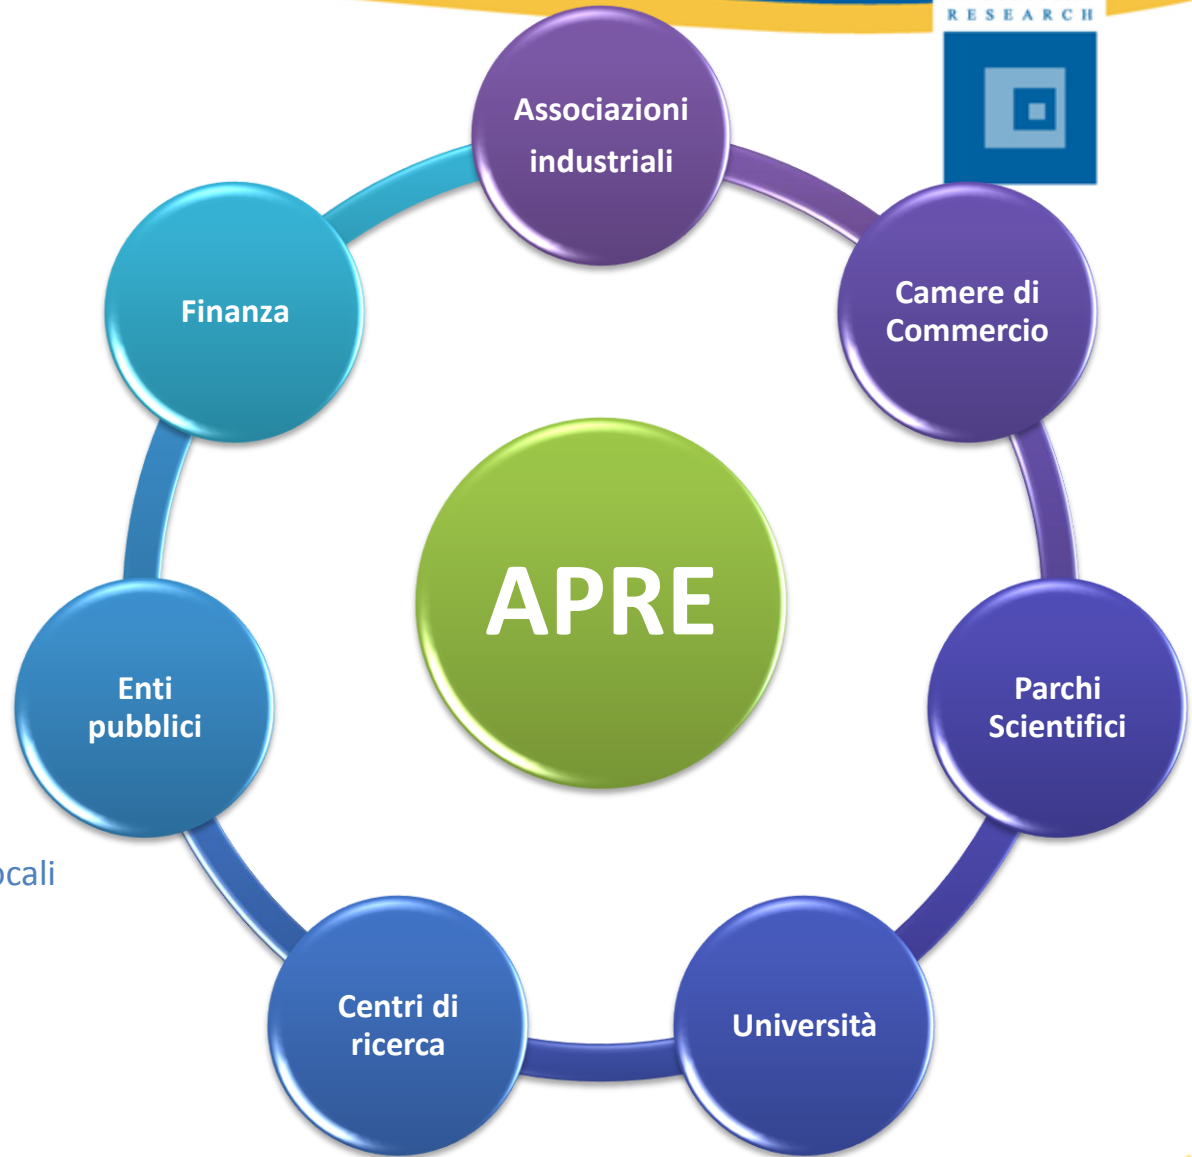 RESEARCH
Associazioni
industriali
Finanza
Camere di
Commercio
APRE
Enti
pubblici
Parchi
Scientifici
ocali
Centri di
ricerca
Università